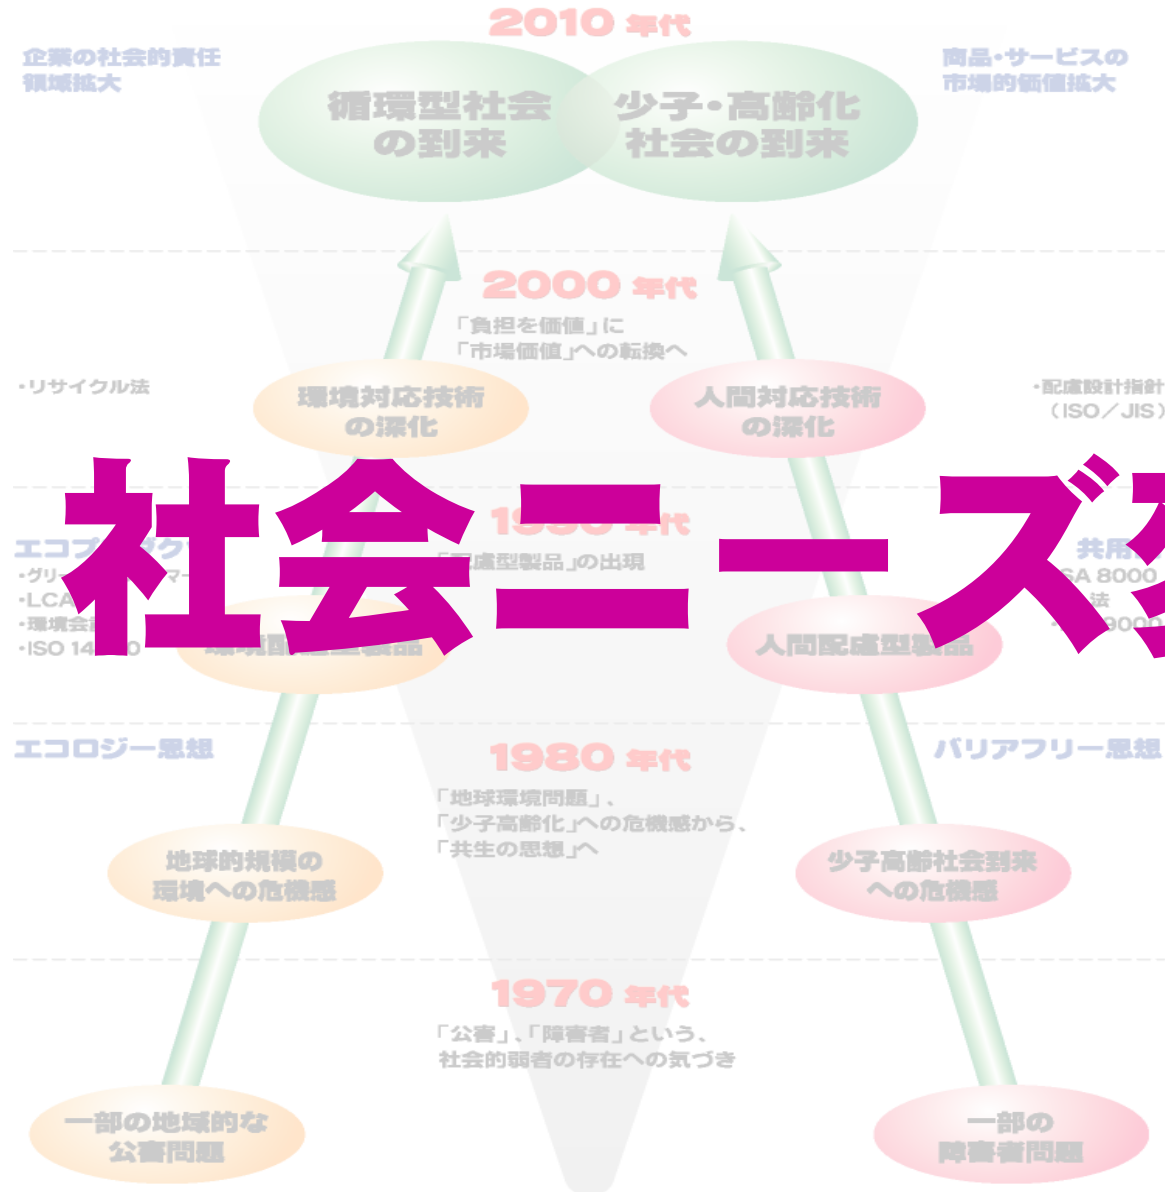 2010 年代
企業の社会的責任
領域拡大
商品・サービスの
市場的価値拡大
循環型社会
の到来
少子・高齢化
社会の到来
2000 年代
「負担を価値」に
「市場価値」への転換へ
・リサイクル法
環境対応技術
の深化
人間対応技術
の深化
・配慮設計指針
（ISO／JIS）
社会ニーズ
年代
型製品」の出現
・LCA
・環境会
人間配慮型製品
エコロジー思想
1980 年代
バリアフリー思想
「地球環境問題」、
「少子高齢化」への危機感から、
「共生の思想」へ
地球的規模の
環境への危機感
少子高齢社会到来
への危機感
1970 年代
「公害」、「障害者」という、
社会的弱者の存在への気づき
一部の地域的な
公害問題
一部の
障害者問題